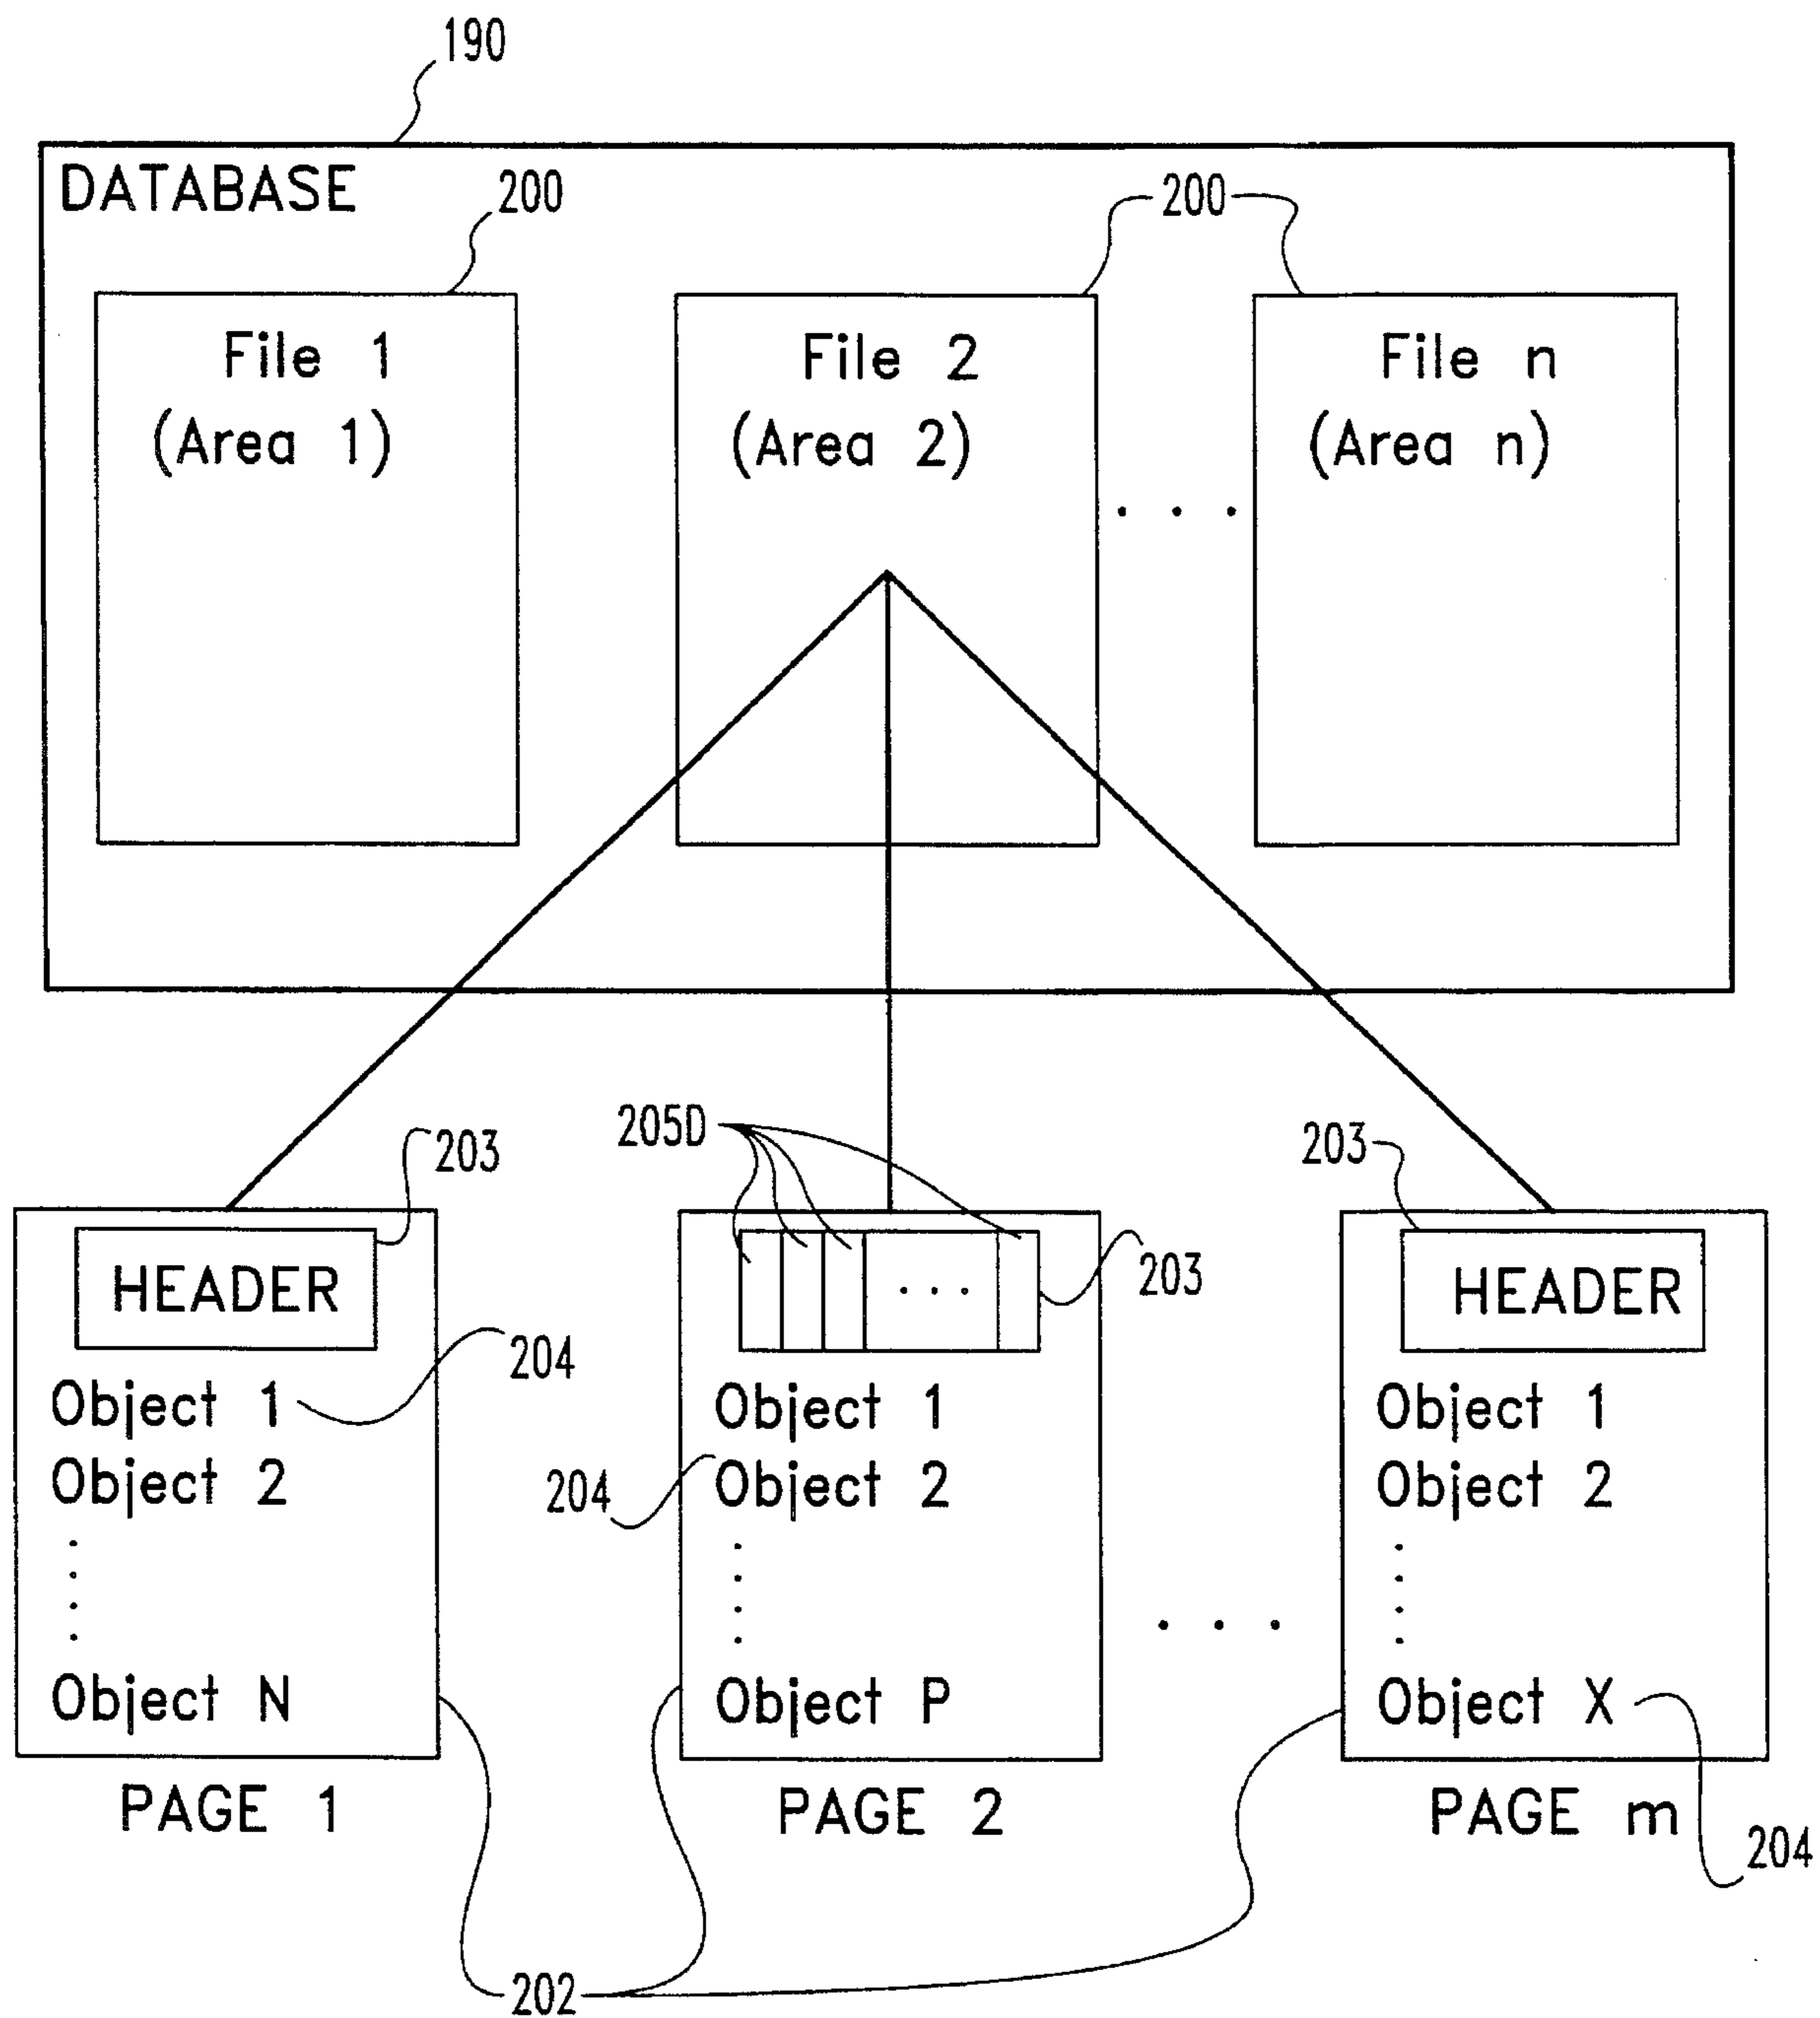 190
DATABASE
200
200
File 1
(Area 1)
File 2
(Area 2)
. . .
File n
(Area n)
203
205D
203
203
HEADER
. . .
HEADER
204
Object 1
Object 2
Object N
204
Object 1
Object 2
Object P
. . .
Object 1
Object 2
Object X
PAGE 1
PAGE 2
PAGE m
204
202